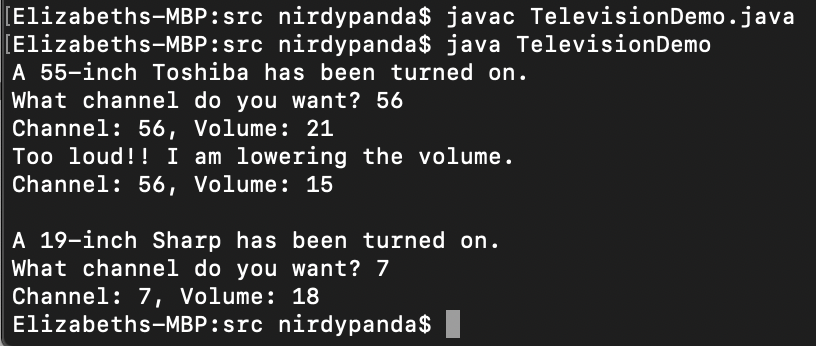 [Elizabeths-MBP:src nirdypanda$ javac TelevisionDemo.java
[Elizabeths-MBP:src nirdypanda$ java TelevisionDemo
A 55-inch Toshiba has been turned on.
What channel do you want? 56
Channel: 56, Volume: 21
Too loud!! I am lowering the volume.
Channel: 56, Volume: 15
A 19-inch Sharp has been turned on.
What channel do you want? 7
Channel: 7, Volume: 18
Elizabeths-MBP:src nirdypanda$